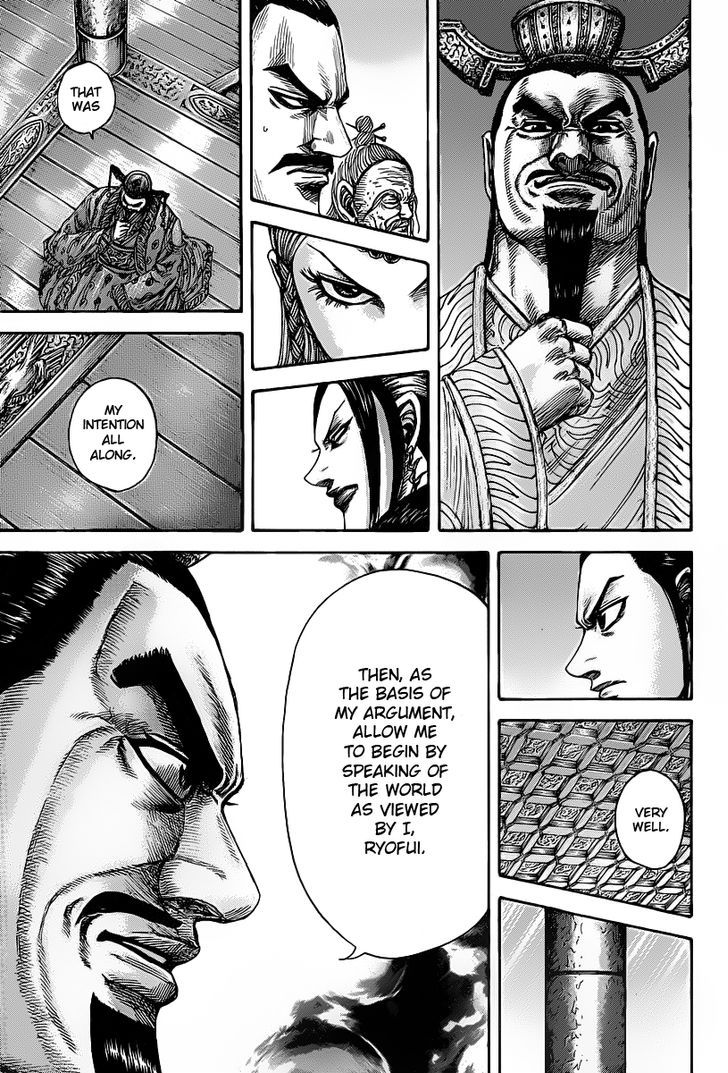 THAT
WAS
MY
INTENTION
ALL
ALONG.
VERY
WELL.
THEN, AS
THE BASIS OF
MY ARGUMENT,
ALLOW ME
TO BEGIN BY
SPEAKING OF
THE WORLD
AS VIEWED
BY I,
RYOFUI.